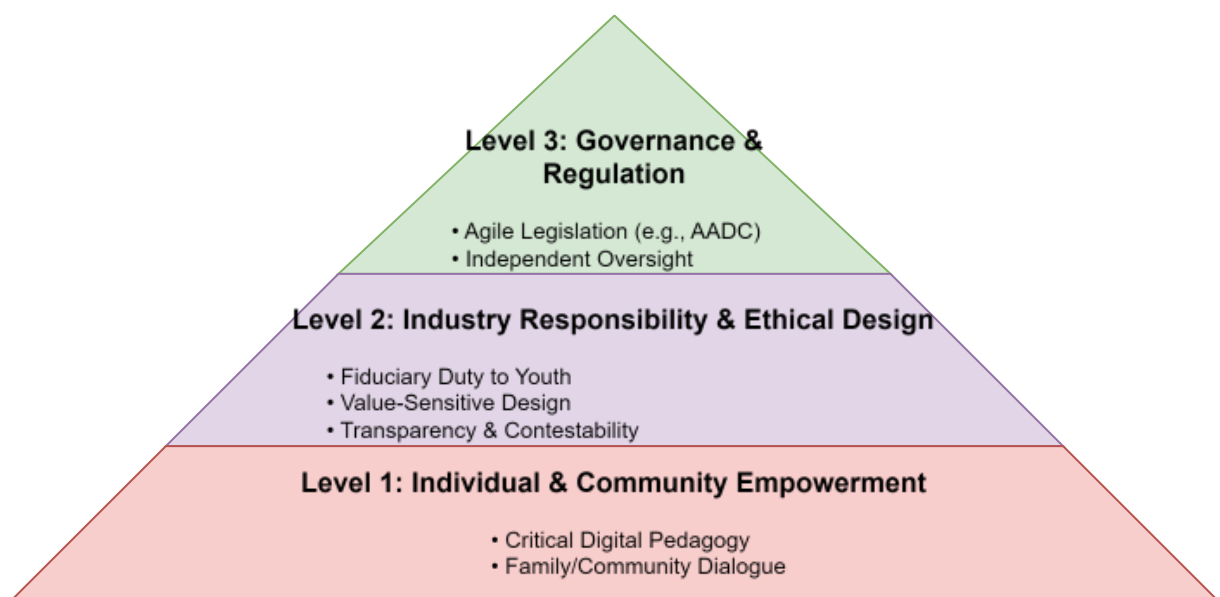 Level 3: Governance &
Regulation
• Agile Legislation (e.g., AADC)
• Independent Oversight
Level 2: Industry Responsibility & Ethical Design
• Fiduciary Duty to Youth
• Value-Sensitive Design
• Transparency & Contestability
Level 1: Individual & Community Empowerment
• Critical Digital Pedagogy
• Family/Community Dialogue